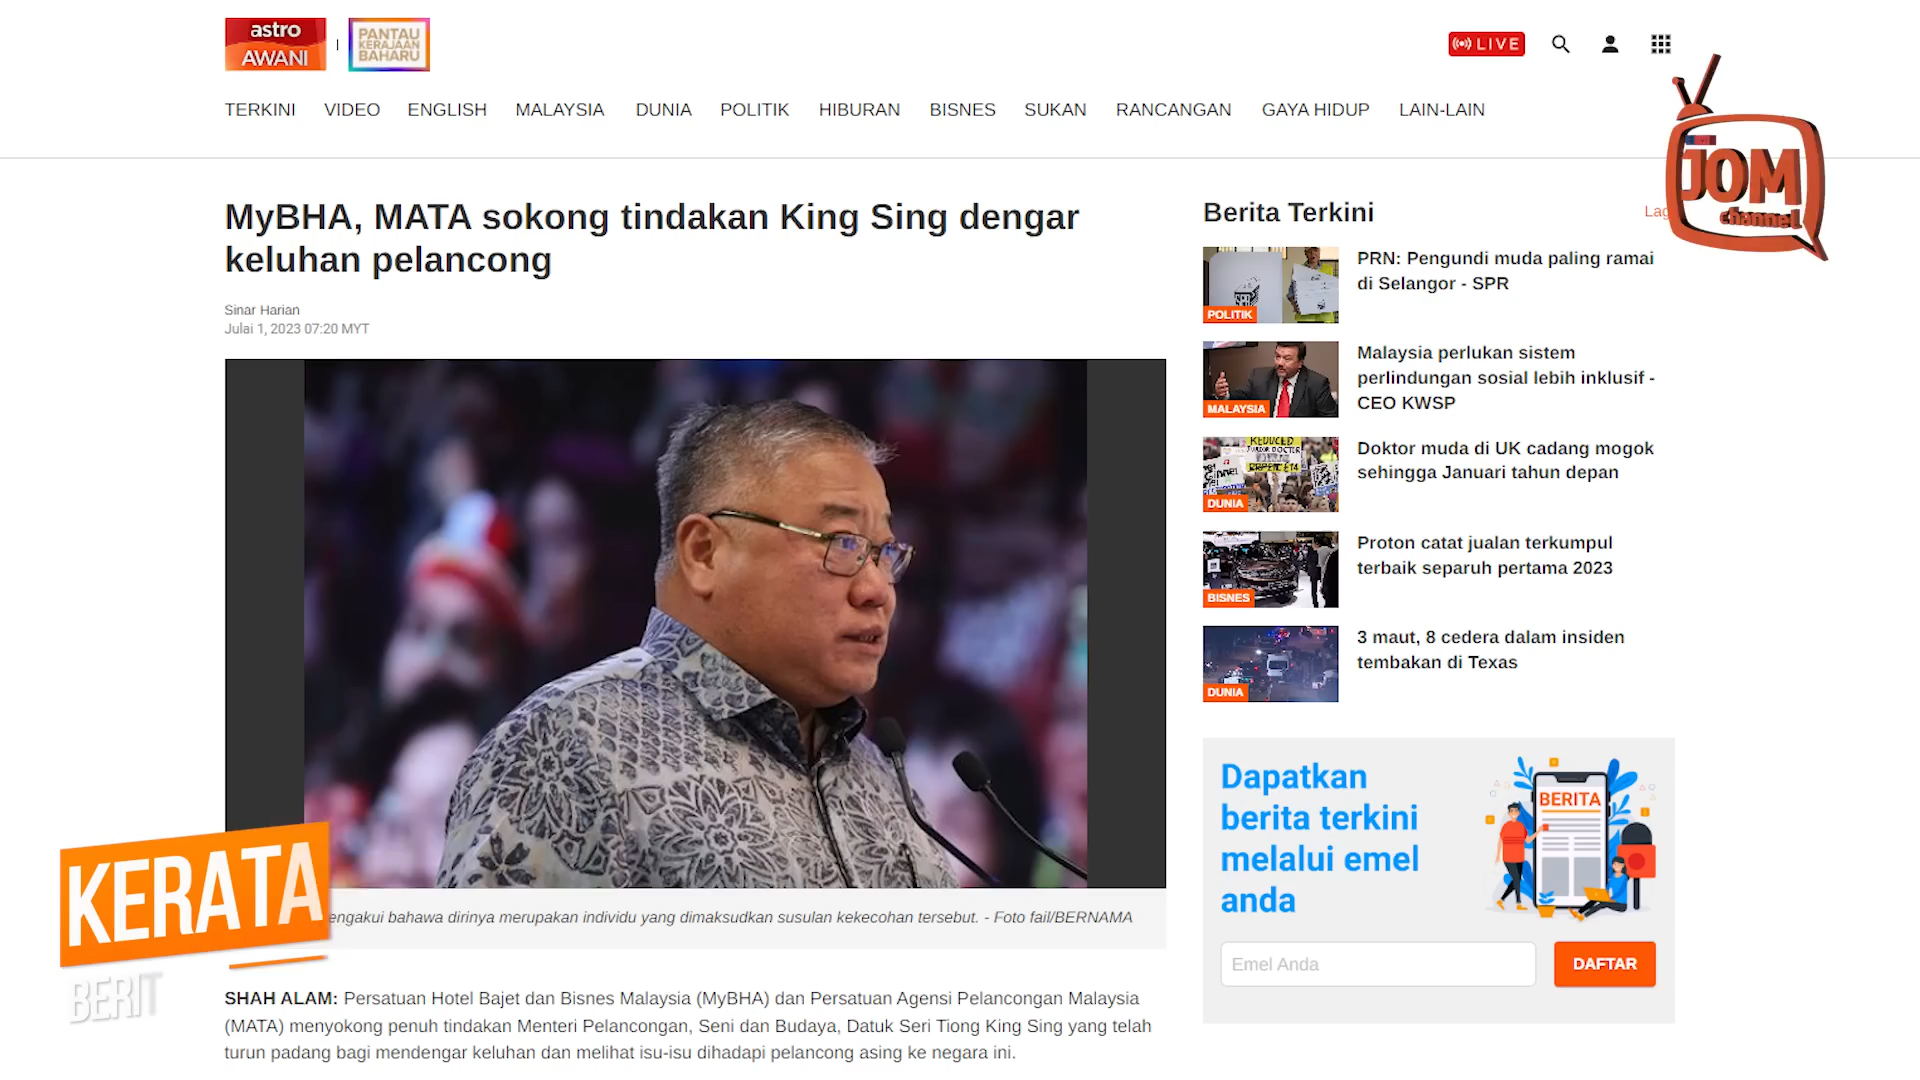 astro
AWANI
PANTAU
KERAJAAN
BAHARU
LIVE
TERKINI VIDEO ENGLISH MALAYSIA DUNIA POLITIK HIBURAN BISNES SUKAN RANCANGAN GAYA HIDUP LAIN-LAIN
JOM
channel
MyBHA, MATA sokong tindakan King Sing dengar
keluhan pelancong
Sinar Harian
Julai 1, 2023 07:20 MYT
bahawa dirinya merupakan individu yang dimaksudkan susulan kekecohan tersebut. - Foto fail/BERNAMA
KERATA
BERIT
SHAH ALAM: Persatuan Hotel Bajet dan Bisnes Malaysia (MyBHA) dan Persatuan Agensi Pelancongan Malaysia
(MATA) menyokong penuh tindakan Menteri Pelancongan, Seni dan Budaya, Datuk Seri Tiong King Sing yang telah
turun padang bagi mendengar keluhan dan melihat isu-isu dihadapi pelancong asing ke negara ini.
Berita Terkini
PRN: Pengundi muda paling ramai
di Selangor - SPR
POLITIK
Malaysia perlukan sistem
perlindungan sosial lebih inklusif -
CEO KWSP
MALAYSIA
REDUCED
Doktor muda di UK cadang mogok
sehingga Januari tahun depan
DUNIA
Proton catat jualan terkumpul
terbaik separuh pertama 2023
BISNES
3 maut, 8 cedera dalam insiden
tembakan di Texas
DUNIA
Dapatkan
berita terkini
melalui emel
anda
BERITA
Emel Anda
DAFTAR